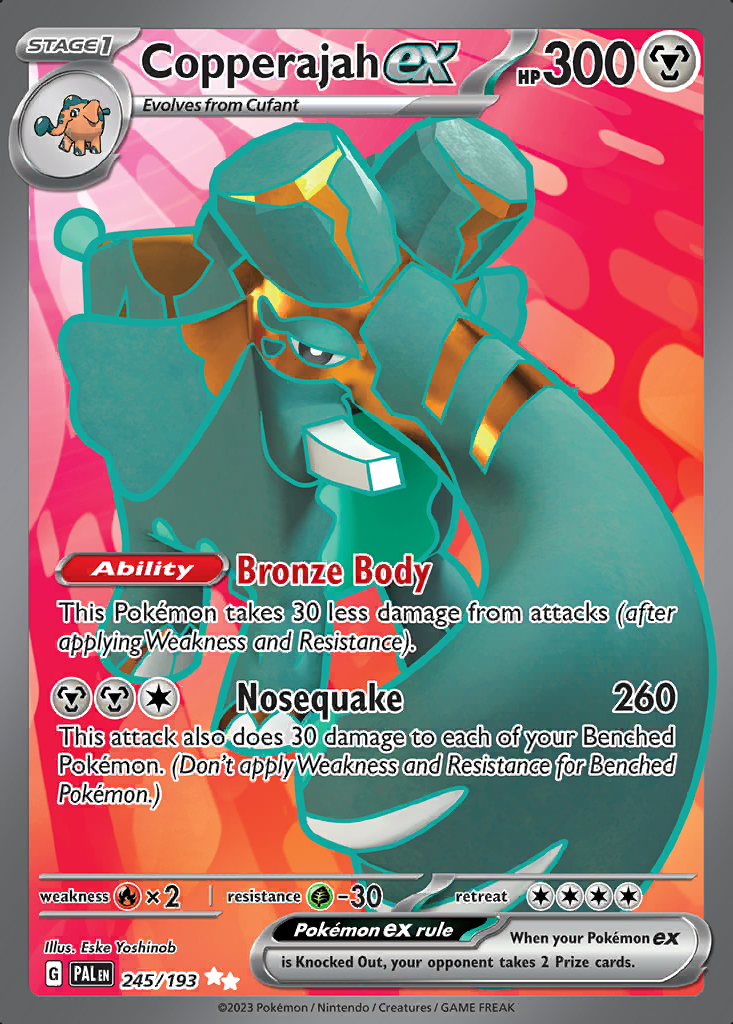 STAGE 1
Copperajah ex HP 300
Evolves from Cufant
Ability Bronze Body
This Pokémon takes 30 less damage from attacks (after
applying Weakness and Resistance).
Nosequake 260
This attack also does 30 damage to each of your Benched
Pokémon. (Don't apply Weakness and Resistance for Benched
Pokémon.)
weakness ×2 resistance -30 retreat
Pokémon ex rule When your Pokémon ex
is Knocked Out, your opponent takes 2 Prize cards.
Illus. Eske Yoshinob
G PAL EN 245/193
©2023 Pokémon / Nintendo / Creatures / GAME FREAK